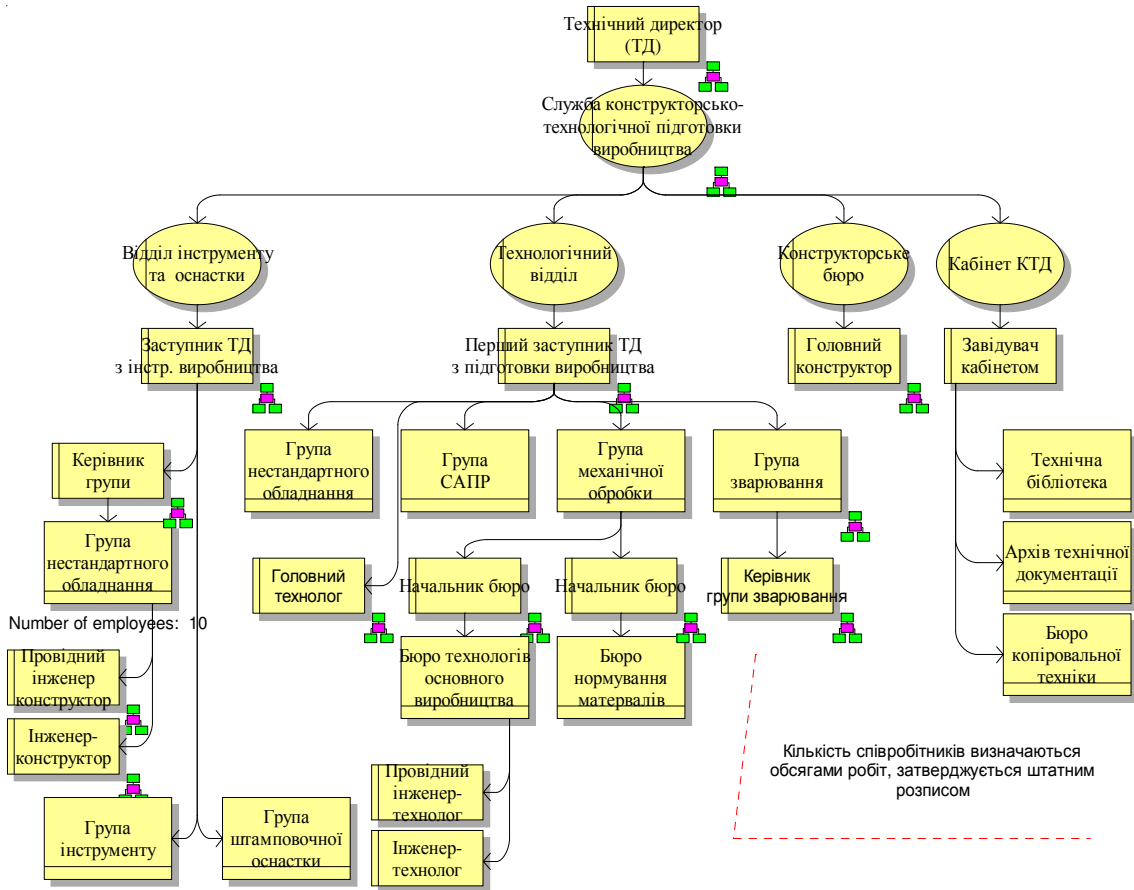 Технічний директор
(ТД)
Служба конструкторсько-
технологічної підготовки
виробництва
Відділ інструменту
та оснастки
Технологічний
відділ
Конструкторське
бюро
Кабінет КТД
Заступник ТД
з інстр. виробництва
Перший заступник ТД
з підготовки виробництва
Головний
конструктор
Завідувач
кабінетом
Керівник
групи
Група
нестандартного
обладнання
Група
САПР
Група
механічної
обробки
Група
зварювання
Технічна
бібліотека
Група
нестандартного
обладнання
Number of employees: 10
Головний
технолог
Начальник бюро
Начальник бюро
Керівник
групи зварювання
Архів технічної
документації
Провідний
інженер
конструктор
Бюро технологів
основного
виробництва
Бюро
нормування
матервалів
Бюро
копіровальної
техніки
Інженер-
конструктор
Кількість співробітників визначаються
обсягами робіт, затверджується штатним
розписом
Провідний
інженер-
технолог
Група
інструменту
Група
штамповочної
оснастки
Інженер-
технолог